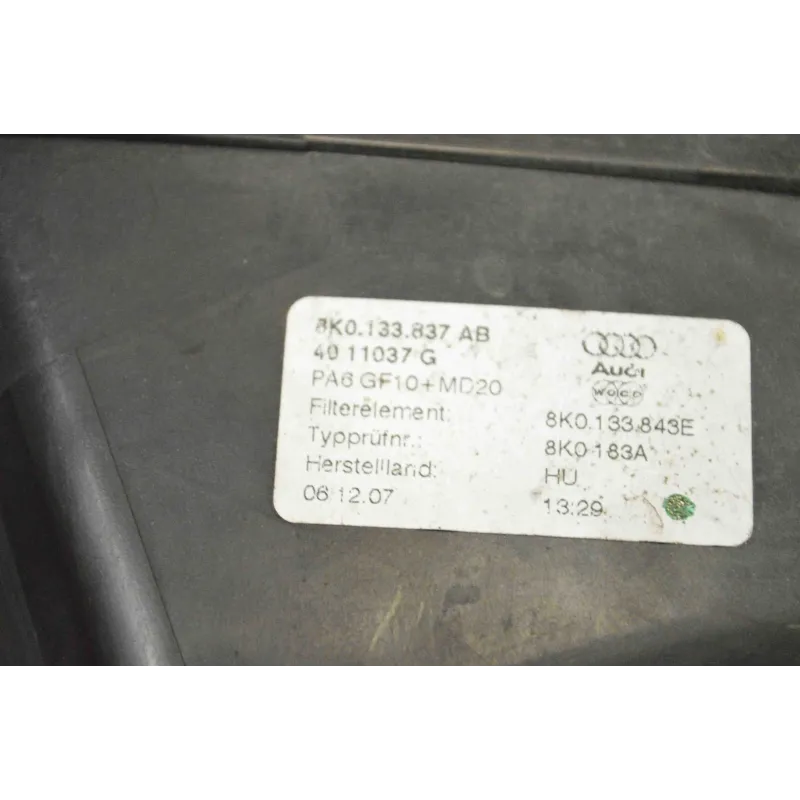 8K0.133.837 AB
40 11037 G
PA6 GF10+MD20
Audi
WOCO
Filterelement: 8K0.133.843E
Typprüfnr.: 8K0 183A
Herstellland: HU
06.12.07 13:29